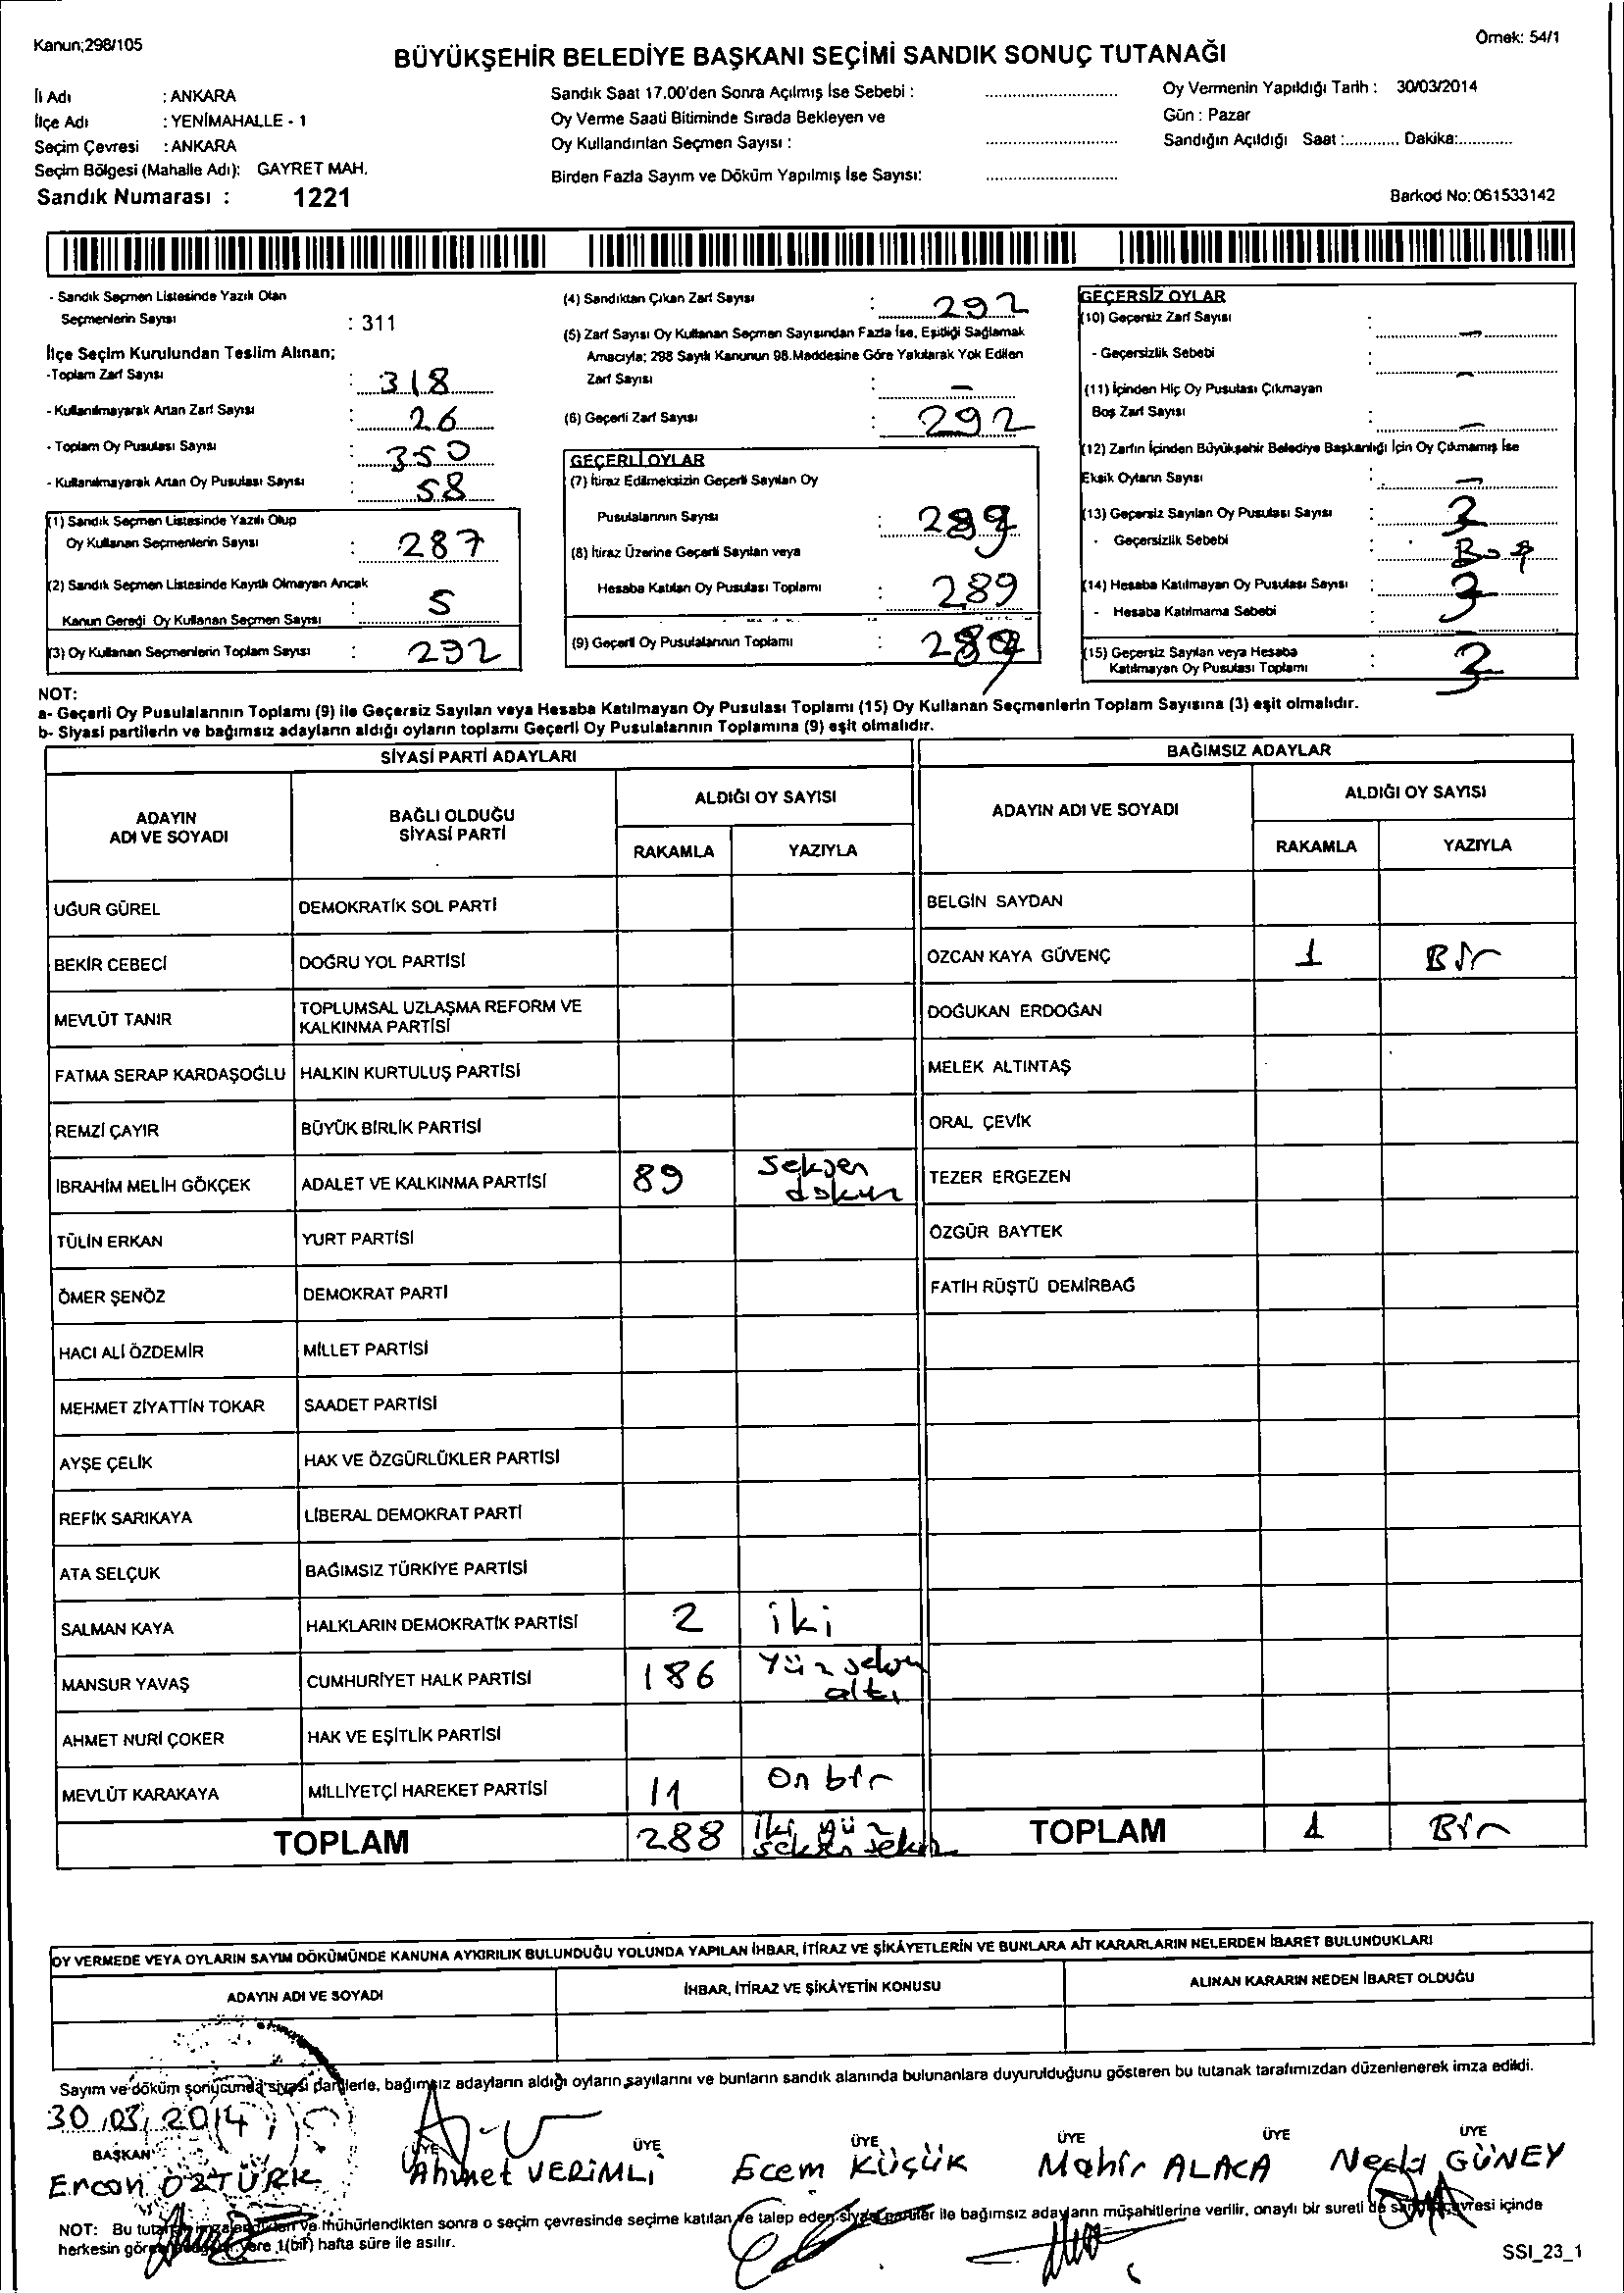 Kanun;298/105
Örnek: 54/1
BÜYÜKŞEHİR BELEDİYE BAŞKANI SEÇİMİ SANDIK SONUÇ TUTANAĞI
İli Adı : ANKARA
İlçe Adı : YENİMAHALLE - 1
Seçim Çevresi : ANKARA
Seçim Bölgesi (Mahalle Adı): GAYRET MAH.
Sandık Numarası : 1221
Sandık Saat 17.00'den Sonra Açılmış İse Sebebi :
Oy Verme Saati Bitiminde Sırada Bekleyen ve
Oy Kullandırılan Seçmen Sayısı :
Birden Fazla Sayım ve Döküm Yapılmış İse Sayısı:
Oy Vermenin Yapıldığı Tarih : 30/03/2014
Gün : Pazar
Sandığın Açıldığı Saat :............ Dakika:............
Barkod No: 061533142
- Sandık Seçmen Listesinde Yazılı Olan
Seçmenlerin Sayısı : 311
İlçe Seçim Kurulundan Teslim Alınan;
-Toplam Zarf Sayısı : 318
- Kullanılmayarak Artan Zarf Sayısı : 26
- Toplam Oy Pusulası Sayısı : 350
- Kullanılmayarak Artan Oy Pusulası Sayısı : 58
(1) Sandık Seçmen Listesinde Yazılı Olup
Oy Kullanan Seçmenlerin Sayısı : 287
(2) Sandık Seçmen Listesinde Kayıtlı Olmayan Ancak
Kanun Gereği Oy Kullanan Seçmen Sayısı : 5
(3) Oy Kullanan Seçmenlerin Toplam Sayısı : 292
(4) Sandıktan Çıkan Zarf Sayısı : 292
(5) Zarf Sayısı Oy Kullanan Seçmen Sayısından Fazla İse, Eşitliği Sağlamak
Amacıyla; 298 Sayılı Kanunun 98.Maddesine Göre Yakılarak Yok Edilen
Zarf Sayısı : -
(6) Geçerli Zarf Sayısı : 292
GEÇERLİ OYLAR
(7) İtiraz Edilmeksizin Geçerli Sayılan Oy
Pusulalarının Sayısı : 289
(8) İtiraz Üzerine Geçerli Sayılan veya
Hesaba Katılan Oy Pusulası Toplamı : 289
(9) Geçerli Oy Pusulalarının Toplamı : 289
GEÇERSİZ OYLAR
(10) Geçersiz Zarf Sayısı : -
- Geçersizlik Sebebi : -
(11) İçinden Hiç Oy Pusulası Çıkmayan
Boş Zarf Sayısı : -
(12) Zarfın İçinden Büyükşehir Belediye Başkanlığı İçin Oy Çıkmamış İse
Eksik Oyların Sayısı : -
(13) Geçersiz Sayılan Oy Pusulası Sayısı : 3
- Geçersizlik Sebebi : Boş
(14) Hesaba Katılmayan Oy Pusulası Sayısı : 3
- Hesaba Katılmama Sebebi :
(15) Geçersiz Sayılan veya Hesaba
Katılmayan Oy Pusulası Toplamı : 3
NOT:
a- Geçerli Oy Pusulalarının Toplamı (9) ile Geçersiz Sayılan veya Hesaba Katılmayan Oy Pusulası Toplamı (15) Oy Kullanan Seçmenlerin Toplam Sayısına (3) eşit olmalıdır.
b- Siyasi partilerin ve bağımsız adayların aldığı oyların toplamı Geçerli Oy Pusulalarının Toplamına (9) eşit olmalıdır.
SİYASİ PARTİ ADAYLARI
ADAYIN
ADI VE SOYADI
BAĞLI OLDUĞU
SİYASİ PARTİ
ALDIĞI OY SAYISI
RAKAMLA YAZIYLA
UĞUR GÜREL DEMOKRATİK SOL PARTİ
BEKİR CEBECİ DOĞRU YOL PARTİSİ
MEVLÜT TANIR TOPLUMSAL UZLAŞMA REFORM VE
KALKINMA PARTİSİ
FATMA SERAP KARDAŞOĞLU HALKIN KURTULUŞ PARTİSİ
REMZİ ÇAYIR BÜYÜK BİRLİK PARTİSİ
İBRAHİM MELİH GÖKÇEK ADALET VE KALKINMA PARTİSİ 89 Seksen
dokuz
TÜLİN ERKAN YURT PARTİSİ
ÖMER ŞENÖZ DEMOKRAT PARTİ
HACI ALİ ÖZDEMİR MİLLET PARTİSİ
MEHMET ZİYATTİN TOKAR SAADET PARTİSİ
AYŞE ÇELİK HAK VE ÖZGÜRLÜKLER PARTİSİ
REFİK SARIKAYA LİBERAL DEMOKRAT PARTİ
ATA SELÇUK BAĞIMSIZ TÜRKİYE PARTİSİ
SALMAN KAYA HALKLARIN DEMOKRATİK PARTİSİ 2 iki
MANSUR YAVAŞ CUMHURİYET HALK PARTİSİ 186 Yüz seksen
altı
AHMET NURİ ÇOKER HAK VE EŞİTLİK PARTİSİ
MEVLÜT KARAKAYA MİLLİYETÇİ HAREKET PARTİSİ 11 On bir
TOPLAM 288 İki yüz
seksen sekiz
BAĞIMSIZ ADAYLAR
ADAYIN ADI VE SOYADI
ALDIĞI OY SAYISI
RAKAMLA YAZIYLA
BELGİN SAYDAN
ÖZCAN KAYA GÜVENÇ 1 Bir
DOĞUKAN ERDOĞAN
MELEK ALTINTAŞ
ORAL ÇEVİK
TEZER ERGEZEN
ÖZGÜR BAYTEK
FATİH RÜŞTÜ DEMİRBAĞ
TOPLAM 1 Bir
OY VERMEDE VEYA OYLARIN SAYIM DÖKÜMÜNDE KANUNA AYKIRILIK BULUNDUĞU YOLUNDA YAPILAN İHBAR, İTİRAZ VE ŞİKÂYETLERİN VE BUNLARA AİT KARARLARIN NELERDEN İBARET BULUNDUKLARI
ADAYIN ADI VE SOYADI
İHBAR, İTİRAZ VE ŞİKÂYETİN KONUSU
ALINAN KARARIN NEDEN İBARET OLDUĞU
Sayım ve döküm sonucunda siyasi partilerle, bağımsız adayların aldığı oyların sayılarını ve bunların sandık alanında bulunanlara duyurulduğunu gösteren bu tutanak tarafımızdan düzenlenerek imza edildi.
30/03/2014
BAŞKAN ÜYE ÜYE ÜYE ÜYE ÜYE ÜYE
Ercan ÖZTÜRK Ahmet VERİMLİ Ecem KÜÇÜK Mahir ALACA Necla GÜNEY
NOT: Bu tutanak imzalandıktan ve mühürlendikten sonra o seçim çevresinde seçime katılan ve talep eden siyasi partiler ile bağımsız adayların müşahitlerine verilir, onaylı bir sureti de sandık çevresi içinde
herkesin yere 1(bir) hafta süre ile asılır.
SSI_23_1